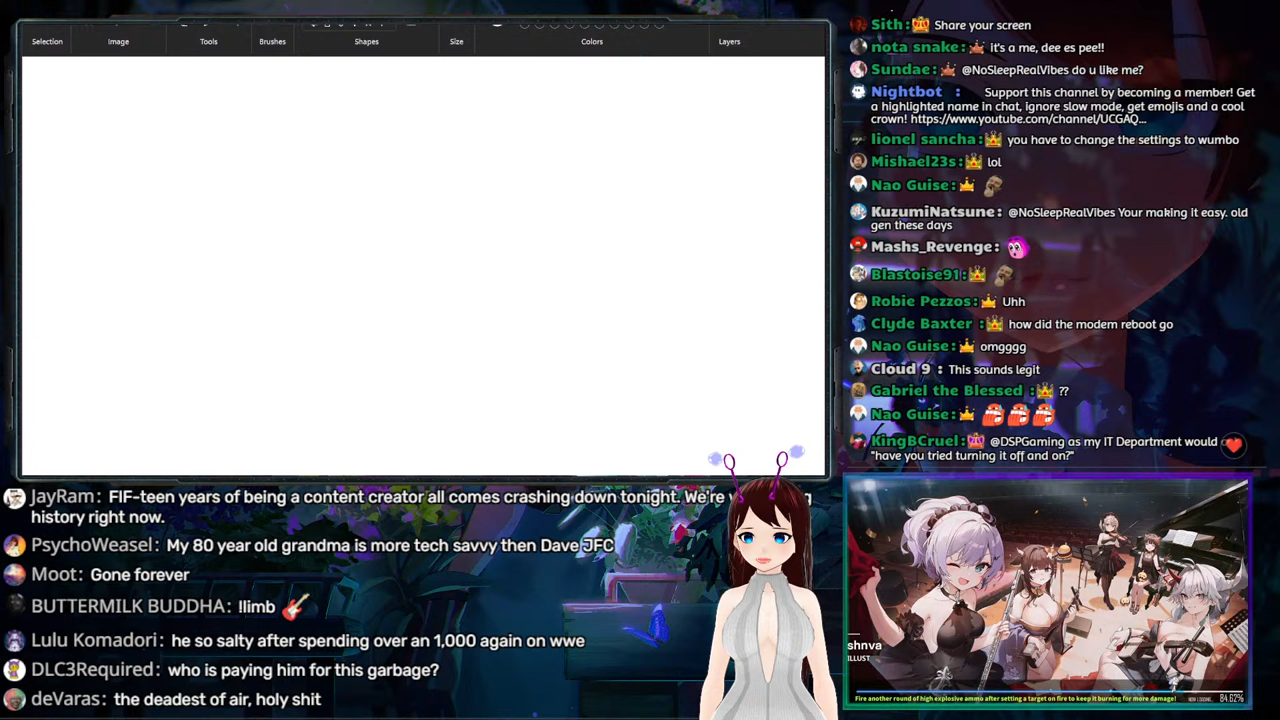 Selection
Image
Tools
Brushes
Shapes
Size
Colors
Layers
Sith: Share your screen
nota snake: it's a me, dee es pee!!
Sundae: @NoSleepRealVibes do u like me?
Nightbot : Support this channel by becoming a member! Get
a highlighted name in chat, ignore slow mode, get emojis and a cool
crown! https://www.youtube.com/channel/UCGAQ...
lionel sancha: you have to change the settings to wumbo
Mishael23s: lol
Nao Guise:
KuzumiNatsune: @NoSleepRealVibes Your making it easy. old
gen these days
Mashs_Revenge:
Blastoise91:
Robie Pezzos: Uhh
Clyde Baxter : how did the modem reboot go
Nao Guise: omgggg
Cloud 9 : This sounds legit
Gabriel the Blessed : ??
Nao Guise:
KingBCruel: @DSPGaming as my IT Department would
"have you tried turning it off and on?"
JayRam: FIF-teen years of being a content creator all comes crashing down tonight. We're
history right now.
PsychoWeasel: My 80 year old grandma is more tech savvy then Dave JFC
Moot: Gone forever
BUTTERMILK BUDDHA: !limb
Lulu Komadori: he so salty after spending over an 1,000 again on wwe
DLC3Required: who is paying him for this garbage?
deVaras: the deadest of air holy shit
shnva
ILLUST
Fire another round of high explosive ammo after setting a target on fire to keep it burning for more damage!
NOW LOADING...
84.62%